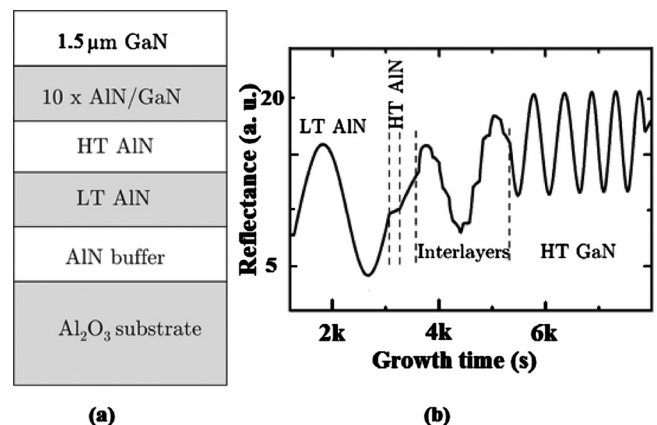 1.5 µm GaN
10 x AlN/GaN
HT AlN
LT AlN
AlN buffer
Al₂O₃ substrate
(a)
Reflectance (a. u.)
20
5
LT AlN
HT AlN
Interlayers
HT GaN
2k
4k
6k
Growth time (s)
(b)